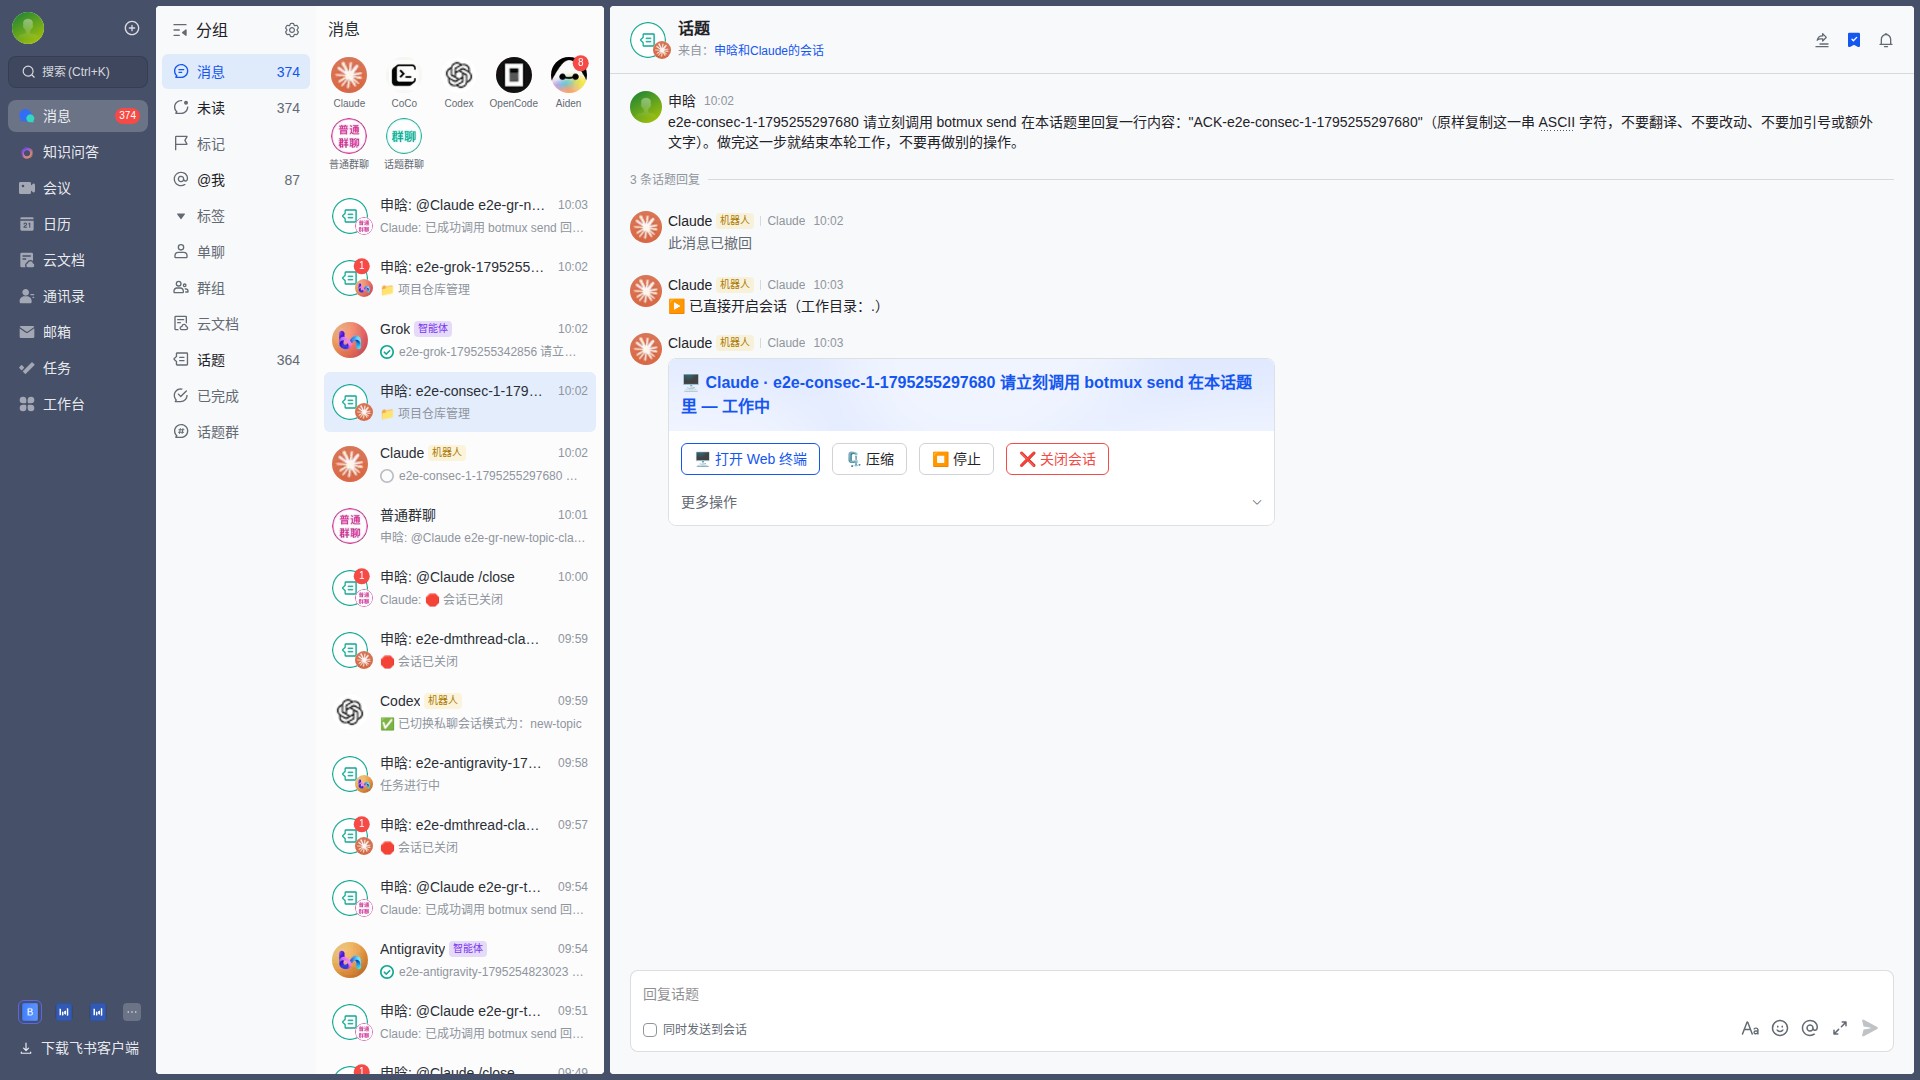 搜索 (Ctrl+K)
消息 374
知识问答
会议
日历
云文档
通讯录
邮箱
任务
工作台
下载飞书客户端
分组
消息 374
未读 374
标记
@我 87
标签
单聊
群组
云文档
话题 364
已完成
话题群
消息
Claude
CoCo
Codex
OpenCode
8
Aiden
普通群聊
普通群聊
群聊
话题群聊
申晗: @Claude e2e-gr-n… 10:03
Claude: 已成功调用 botmux send 回…
1
申晗: e2e-grok-1795255… 10:02
📁 项目仓库管理
Grok 智能体 10:02
e2e-grok-1795255342856 请立…
申晗: e2e-consec-1-179… 10:02
📁 项目仓库管理
Claude 机器人 10:02
e2e-consec-1-1795255297680 …
普通群聊
普通群聊 10:01
申晗: @Claude e2e-gr-new-topic-cla…
1
申晗: @Claude /close 10:00
Claude: 🛑 会话已关闭
申晗: e2e-dmthread-cla… 09:59
🛑 会话已关闭
Codex 机器人 09:59
✅ 已切换私聊会话模式为：new-topic
申晗: e2e-antigravity-17… 09:58
任务进行中
1
申晗: e2e-dmthread-cla… 09:57
🛑 会话已关闭
申晗: @Claude e2e-gr-t… 09:54
Claude: 已成功调用 botmux send 回…
Antigravity 智能体 09:54
e2e-antigravity-1795254823023 …
申晗: @Claude e2e-gr-t… 09:51
Claude: 已成功调用 botmux send 回…
1
申晗: @Claude /close 09:49
话题
来自：申晗和Claude的会话
申晗 10:02
e2e-consec-1-1795255297680 请立刻调用 botmux send 在本话题里回复一行内容："ACK-e2e-consec-1-1795255297680"（原样复制这一串 ASCII 字符，不要翻译、不要改动、不要加引号或额外
文字）。做完这一步就结束本轮工作，不要再做别的操作。
3 条话题回复
Claude 机器人 Claude 10:02
此消息已撤回
Claude 机器人 Claude 10:03
▶️ 已直接开启会话（工作目录：.）
Claude 机器人 Claude 10:03
🖥️ Claude · e2e-consec-1-1795255297680 请立刻调用 botmux send 在本话题
里 — 工作中
🖥️ 打开 Web 终端
🗜️ 压缩
⏹️ 停止
❌ 关闭会话
更多操作
回复话题
同时发送到会话